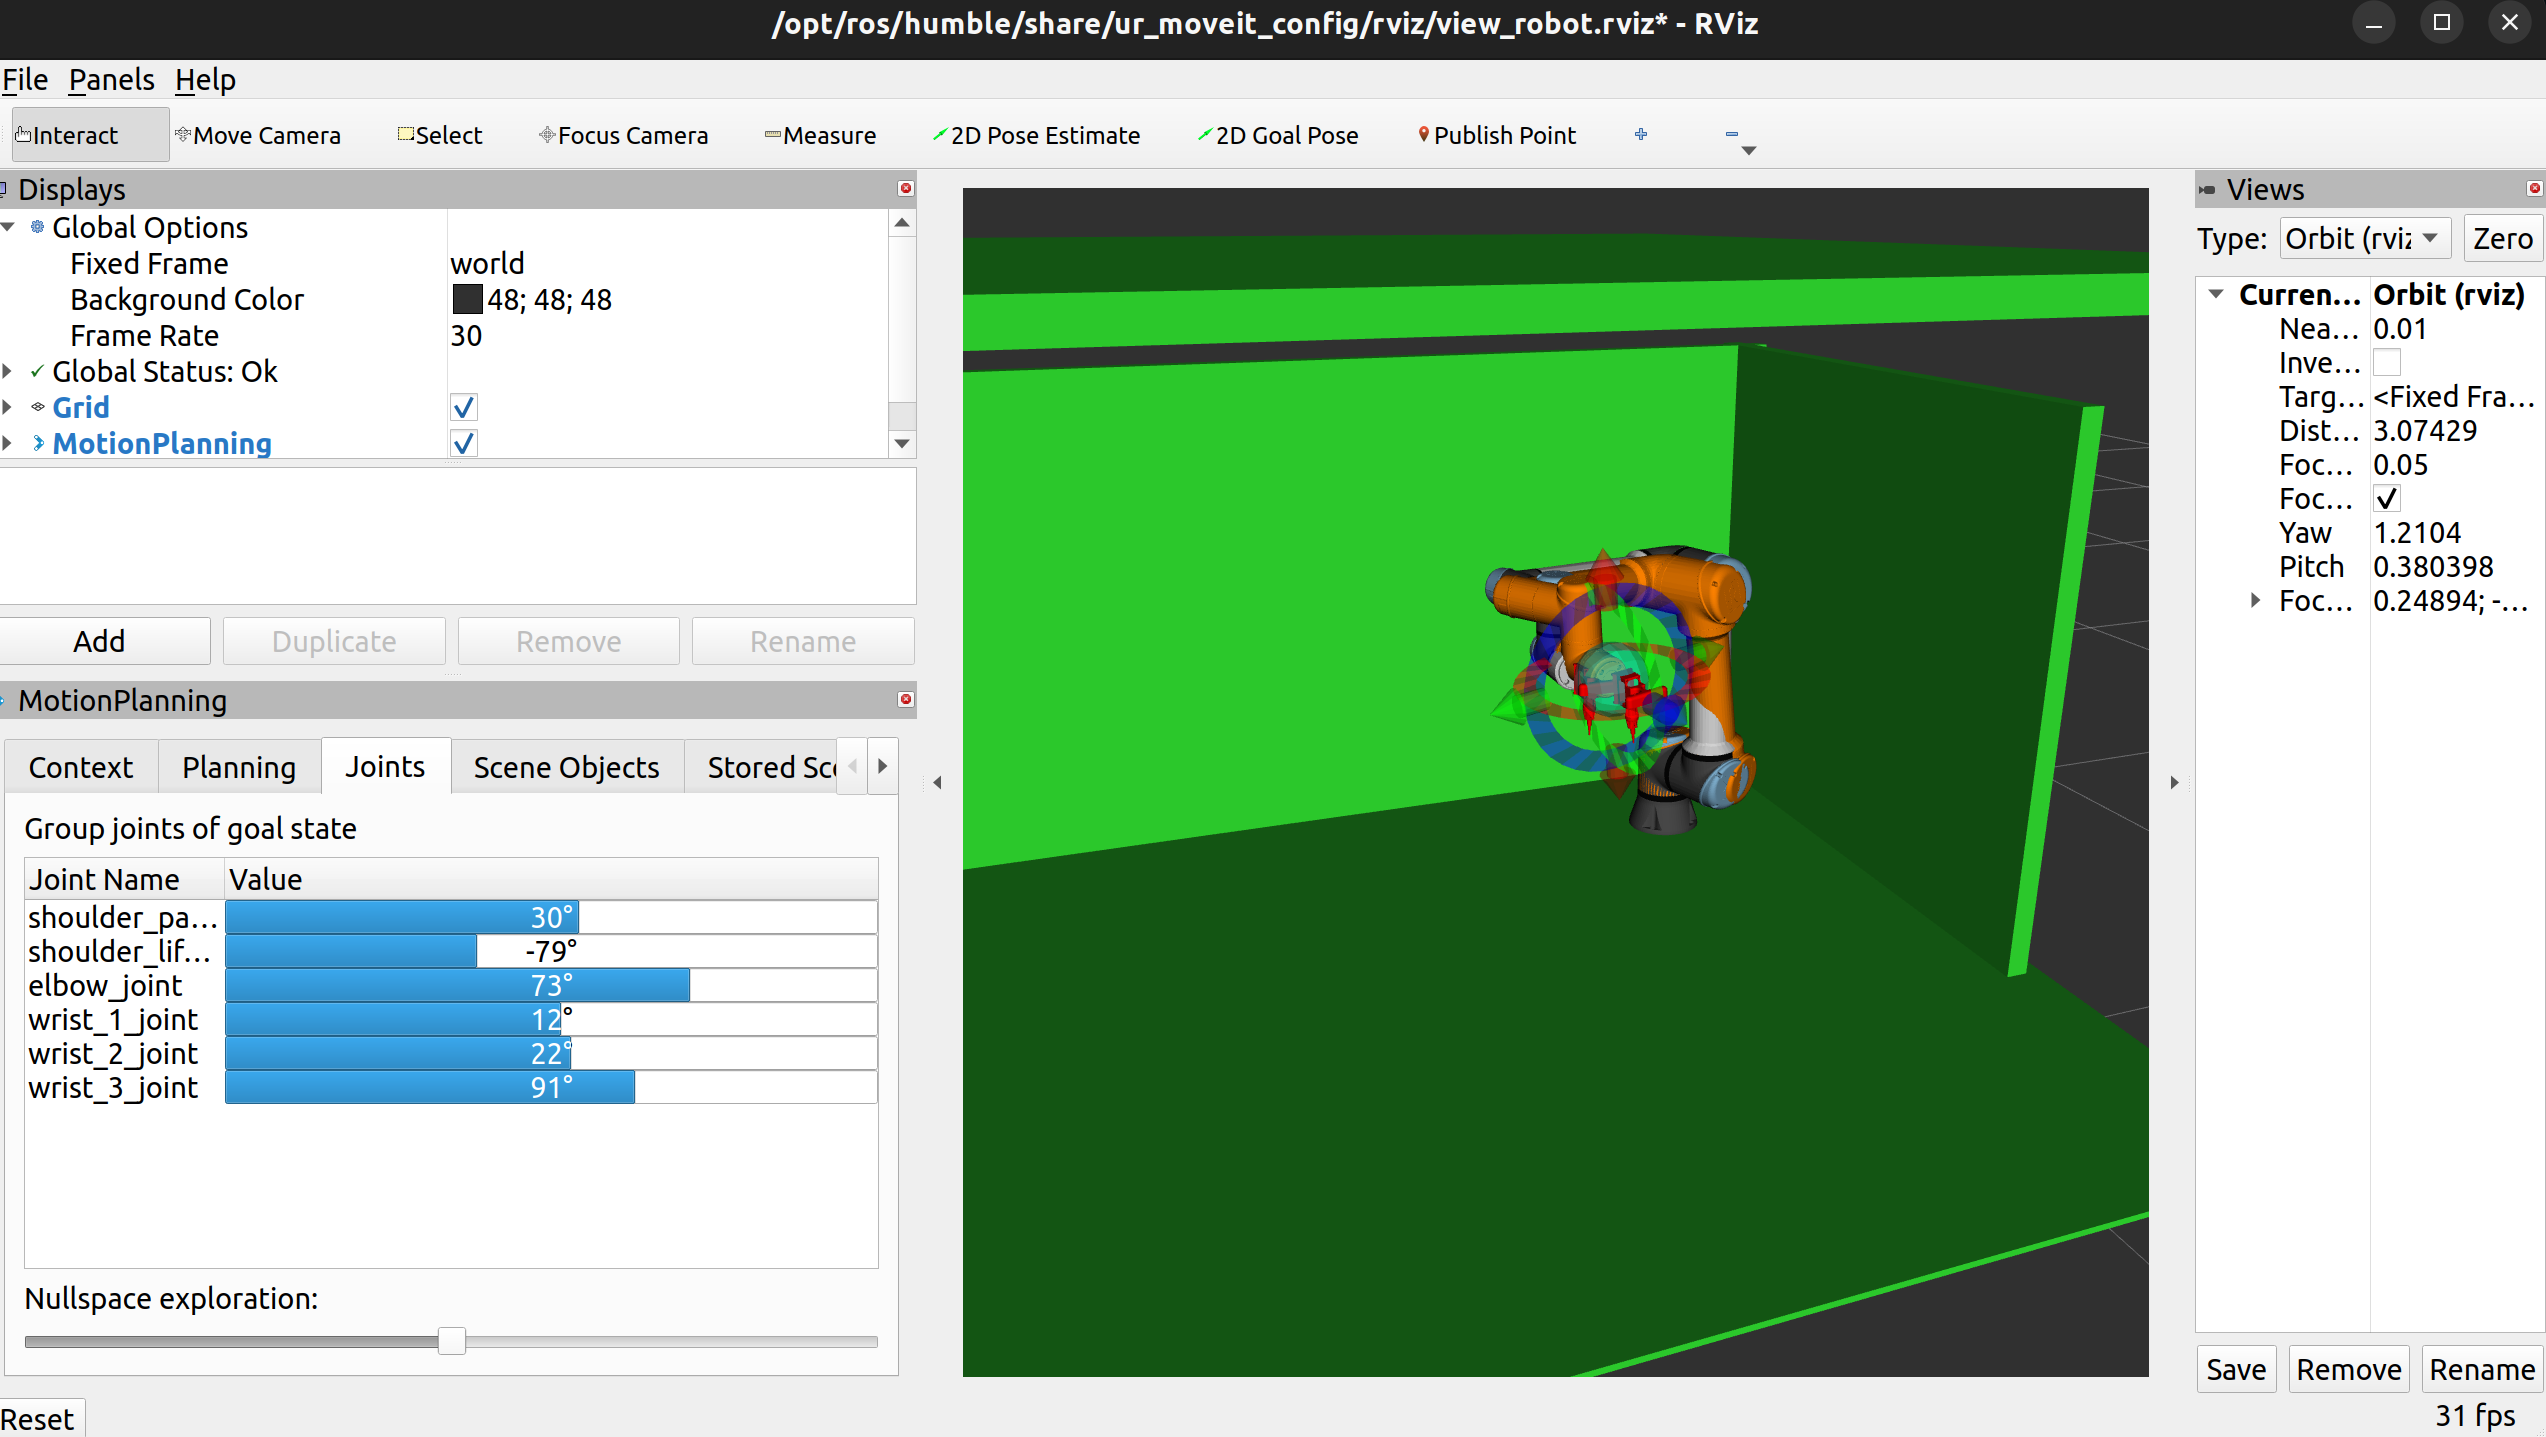 /opt/ros/humble/share/ur_moveit_config/rviz/view_robot.rviz* - RViz
File Panels Help
Interact Move Camera Select Focus Camera Measure 2D Pose Estimate 2D Goal Pose Publish Point
Displays
Global Options
Fixed Frame world
Background Color 48; 48; 48
Frame Rate 30
Global Status: Ok
Grid
MotionPlanning
Add Duplicate Remove Rename
MotionPlanning
Context Planning Joints Scene Objects Stored Sc
Group joints of goal state
Joint Name Value
shoulder_pa... 30°
shoulder_lif... -79°
elbow_joint 73°
wrist_1_joint 12°
wrist_2_joint 22°
wrist_3_joint 91°
Nullspace exploration:
Reset
Views
Type: Orbit (rviz Zero
Curren... Orbit (rviz)
Nea... 0.01
Inve...
Targ... <Fixed Fra...
Dist... 3.07429
Foc... 0.05
Foc...
Yaw 1.2104
Pitch 0.380398
Foc... 0.24894; -...
Save Remove Rename
31 fps